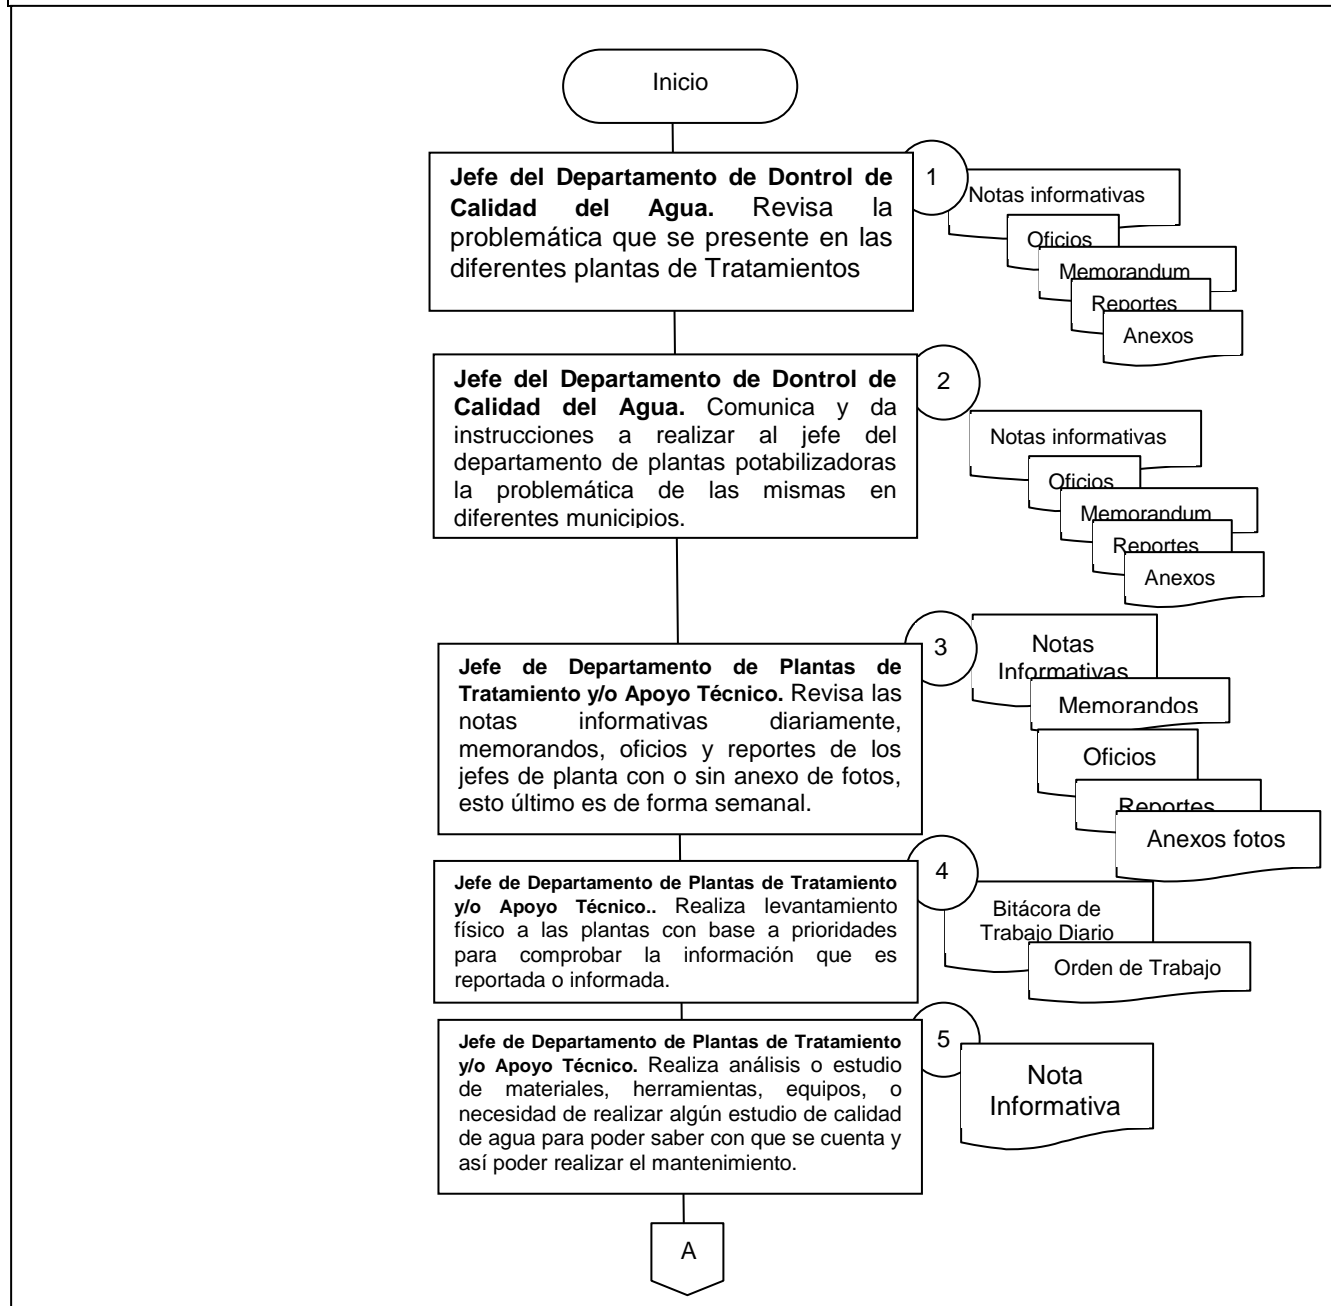 Inicio
Jefe del Departamento de Dontrol de
Calidad del Agua. Revisa la
problemática que se presente en las
diferentes plantas de Tratamientos
1
Notas informativas
Oficios
Memorandum
Reportes
Anexos
Jefe del Departamento de Dontrol de
Calidad del Agua. Comunica y da
instrucciones a realizar al jefe del
departamento de plantas potabilizadoras
la problemática de las mismas en
diferentes municipios.
2
Notas informativas
Oficios
Memorandum
Reportes
Anexos
Jefe de Departamento de Plantas de
Tratamiento y/o Apoyo Técnico. Revisa las
notas informativas diariamente,
memorandos, oficios y reportes de los
jefes de planta con o sin anexo de fotos,
esto último es de forma semanal.
3
Notas
Informativas
Memorandos
Oficios
Reportes
Anexos fotos
Jefe de Departamento de Plantas de Tratamiento
y/o Apoyo Técnico.. Realiza levantamiento
físico a las plantas con base a prioridades
para comprobar la información que es
reportada o informada.
4
Bitácora de
Trabajo Diario
Orden de Trabajo
Jefe de Departamento de Plantas de Tratamiento
y/o Apoyo Técnico. Realiza análisis o estudio
de materiales, herramientas, equipos, o
necesidad de realizar algún estudio de calidad
de agua para poder saber con que se cuenta y
así poder realizar el mantenimiento.
5
Nota
Informativa
A